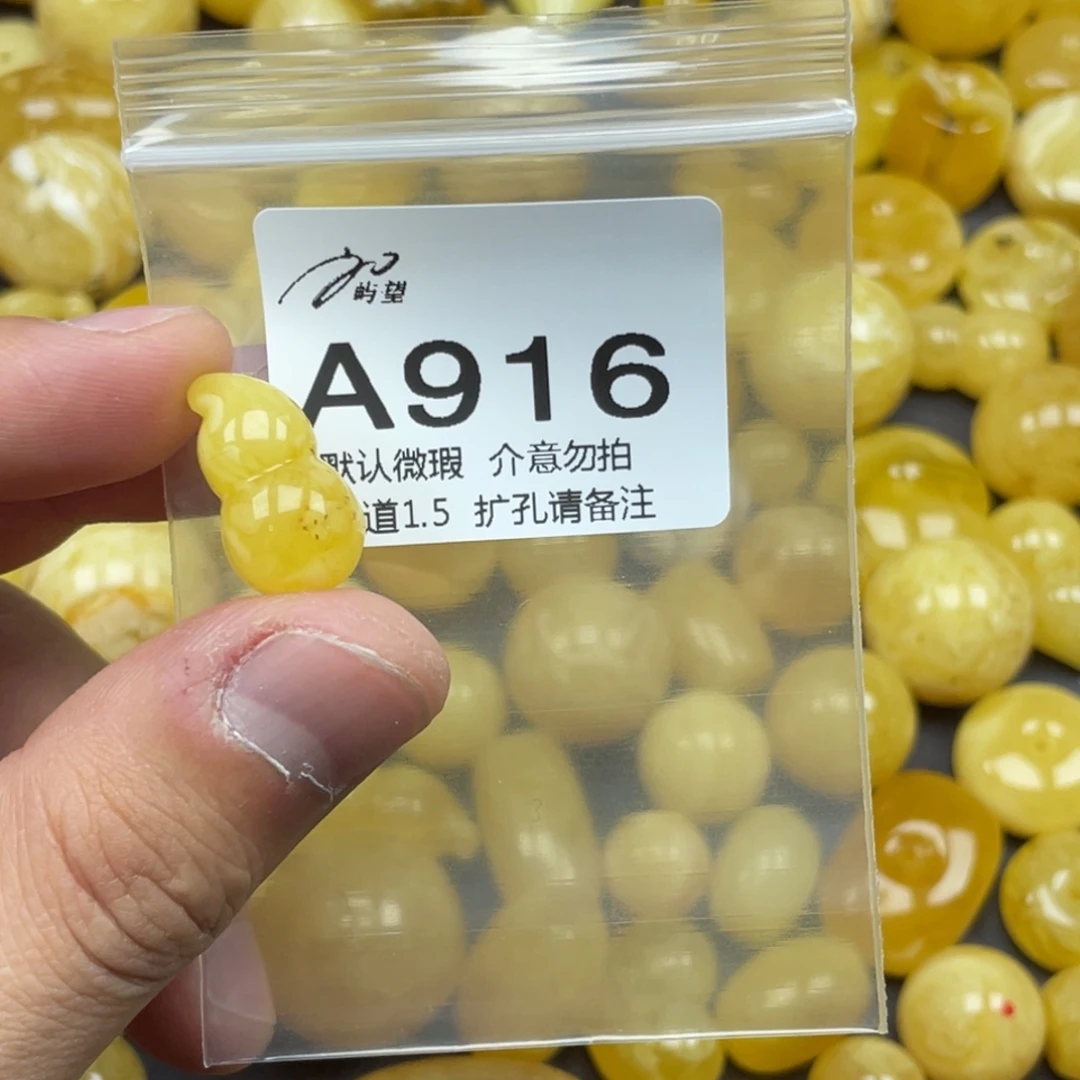 屿望
A916
默认微瑕 介意勿拍
道1.5 扩孔请备注